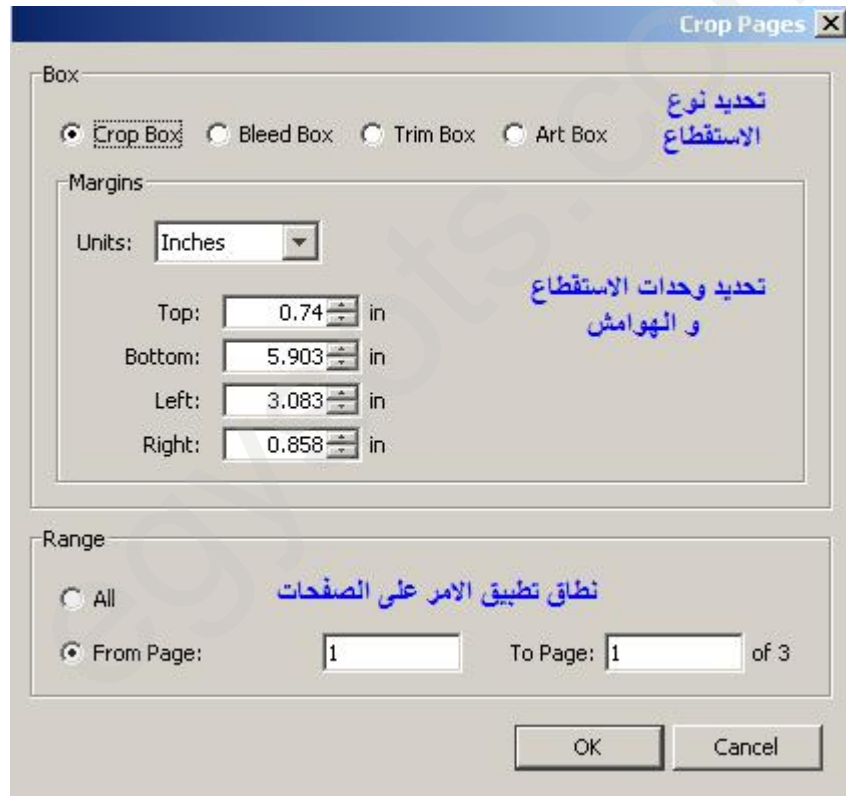 Crop Pages
Box
Crop Box Bleed Box Trim Box Art Box
تحديد نوع
الاستقطاع
Margins
Units: Inches
تحديد وحدات الاستقطاع
و الهوامش
Top: 0.74 in
Bottom: 5.903 in
Left: 3.083 in
Right: 0.858 in
Range
All
نطاق تطبيق الامر على الصفحات
From Page: 1 To Page: 1 of 3
OK Cancel